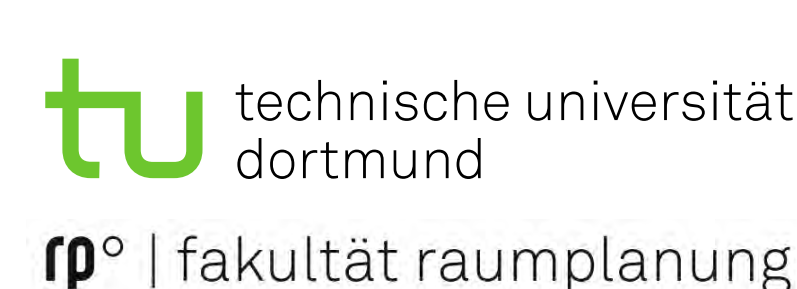 tu technische universität
dortmund
rp° | fakultät raumplanung